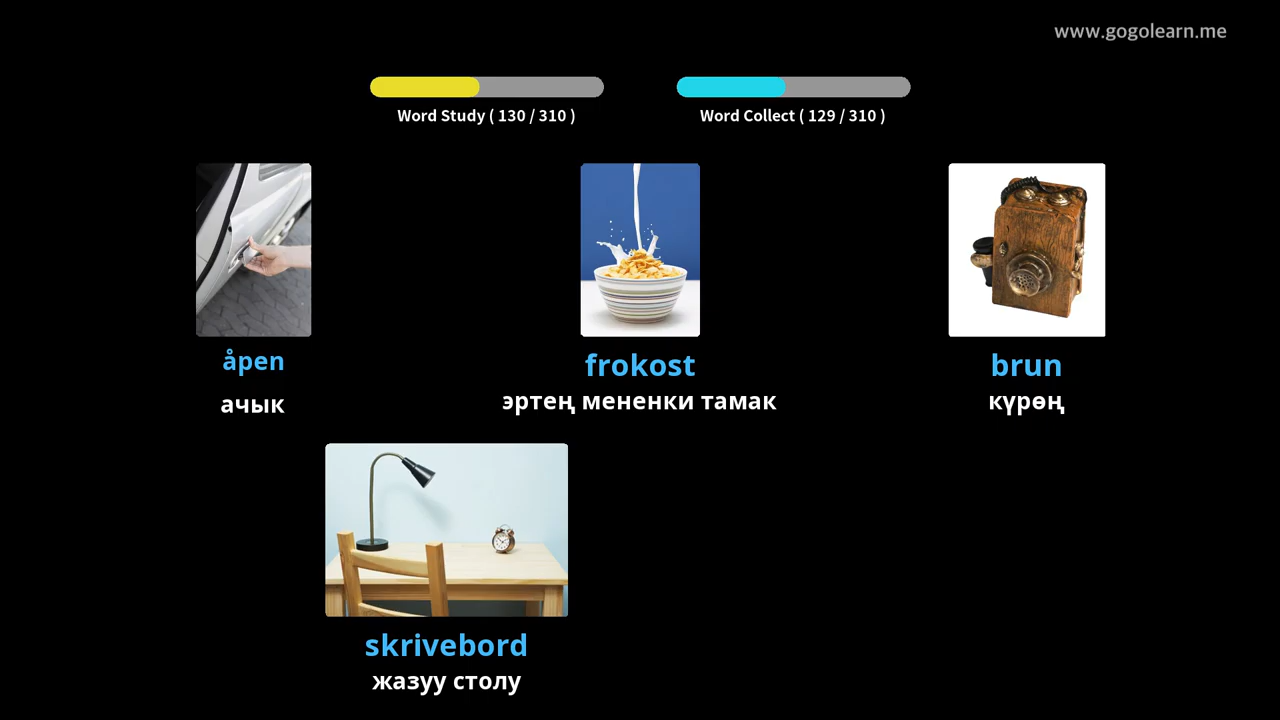 www.gogolearn.me
Word Study ( 130 / 310 )
Word Collect ( 129 / 310 )
åpen
ачык
frokost
эртең мененки тамак
brun
күрөң
skrivebord
жазуу столу